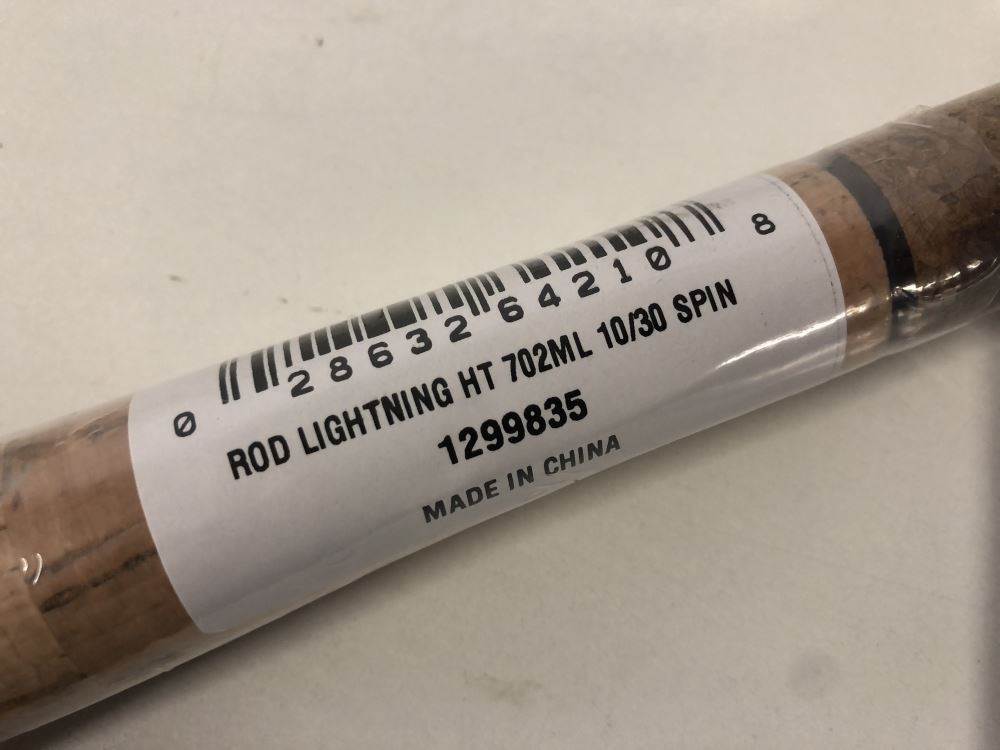 0 28632 64210 8
ROD LIGHTNING HT 702ML 10/30 SPIN
1299835
MADE IN CHINA